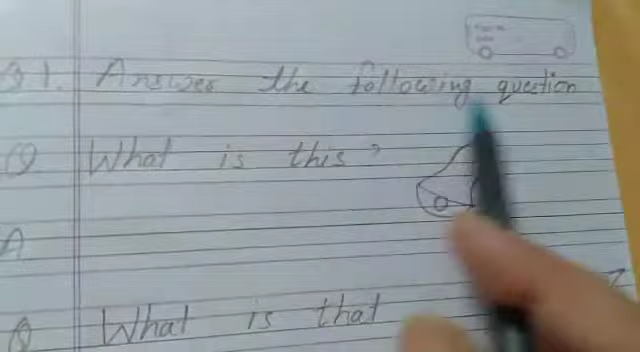 Q1. Answer the following question
Q What is this?
A
Q What is that